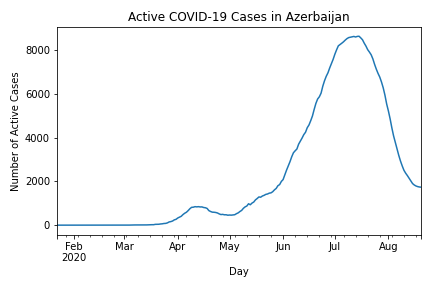 Active COVID-19 Cases in Azerbaijan
Number of Active Cases
8000
6000
4000
2000
0
Feb Mar Apr May Jun Jul Aug
2020
Day